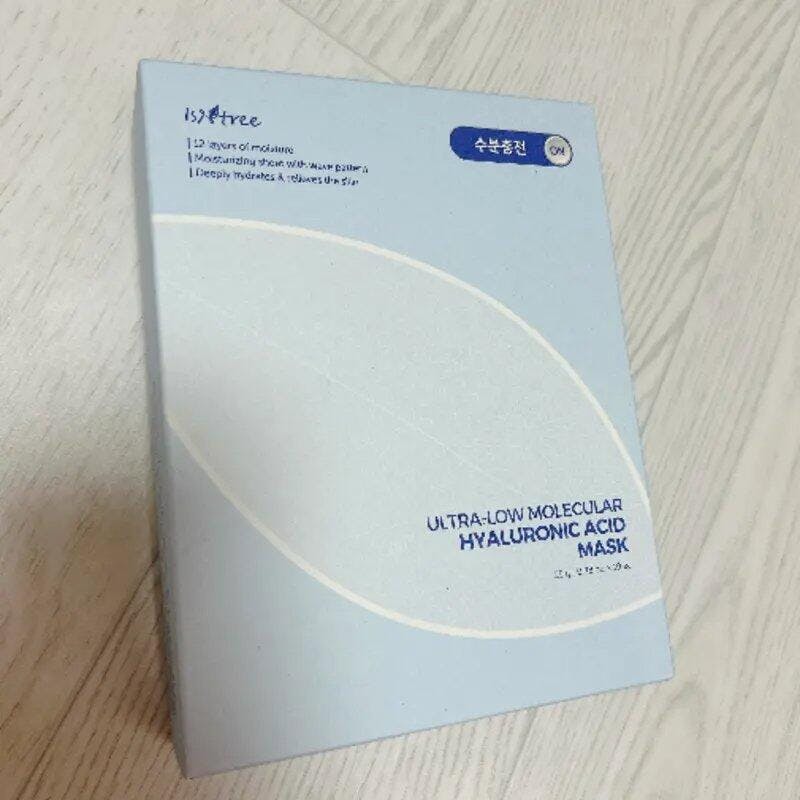 Isntree
수분충전 ON
12 layers of moisture
Moisturizing sheet with wave pattern
Deeply hydrates & relieves the skin
ULTRA-LOW MOLECULAR
HYALURONIC ACID
MASK